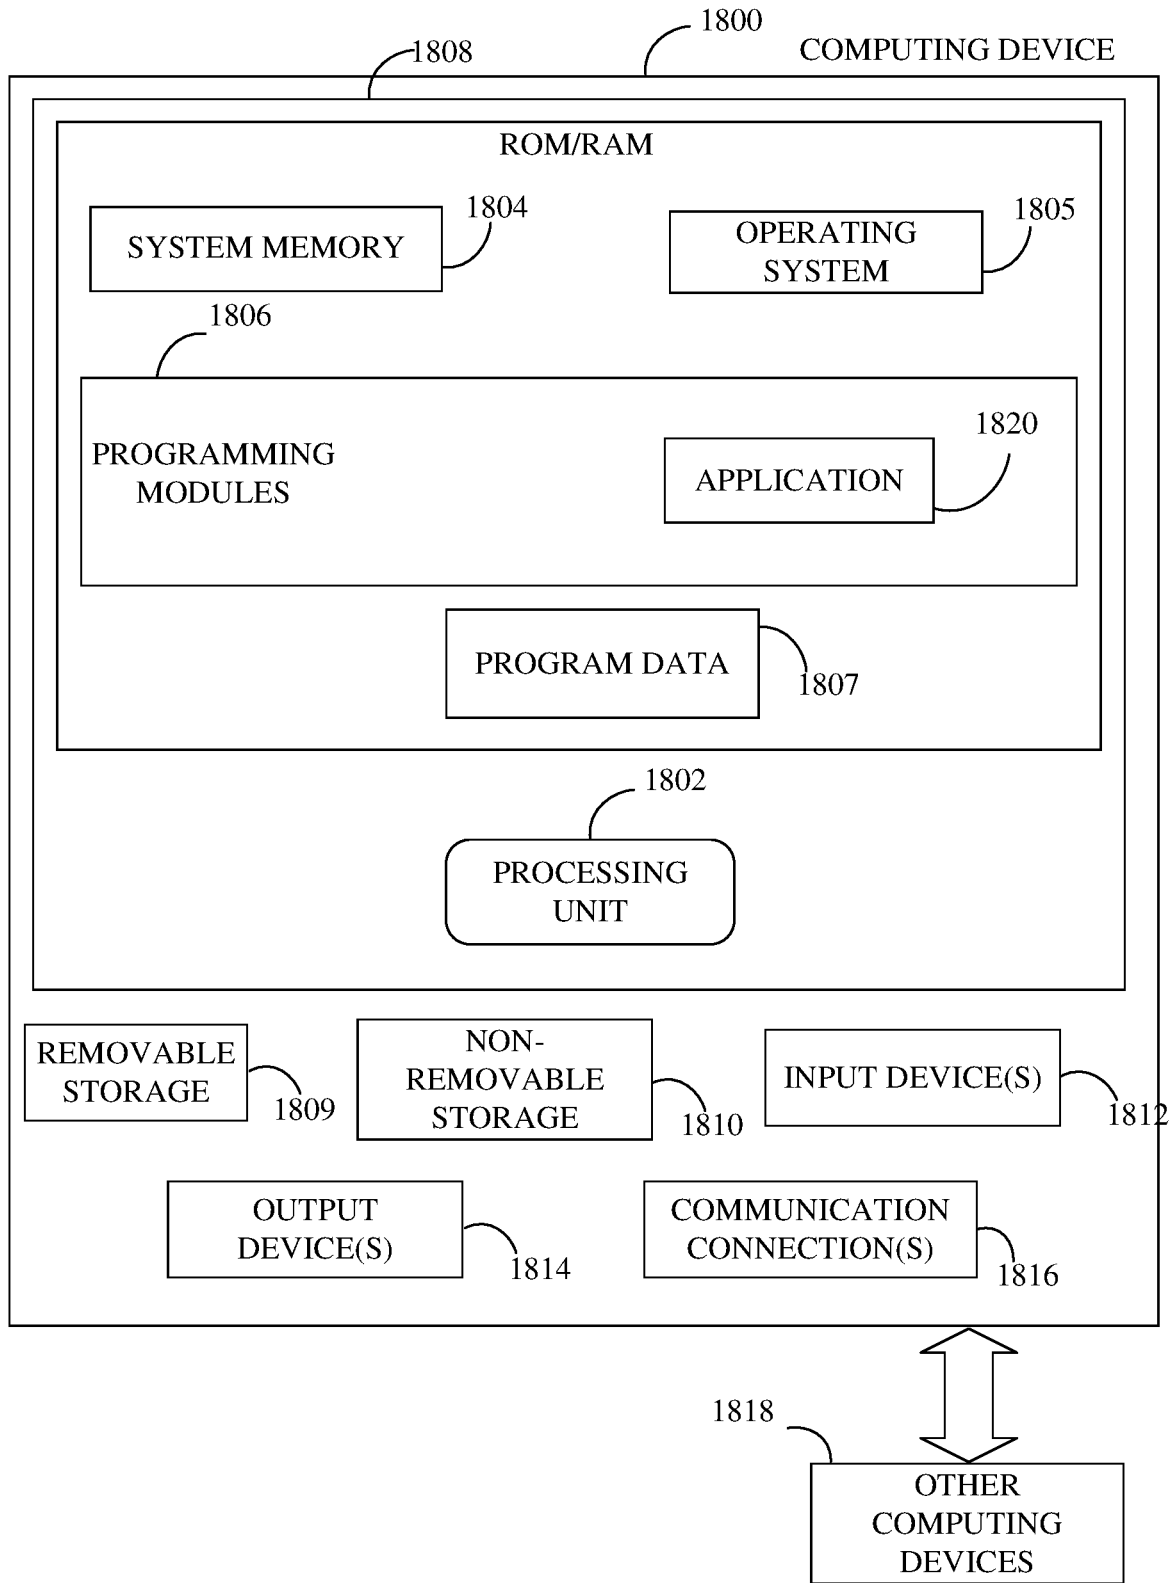 1800
COMPUTING DEVICE
1808
ROM/RAM
1804
SYSTEM MEMORY
1805
OPERATING
SYSTEM
1806
PROGRAMMING
MODULES
1820
APPLICATION
PROGRAM DATA
1807
1802
PROCESSING
UNIT
REMOVABLE
STORAGE
1809
NON-
REMOVABLE
STORAGE
1810
INPUT DEVICE(S)
1812
OUTPUT
DEVICE(S)
1814
COMMUNICATION
CONNECTION(S)
1816
1818
OTHER
COMPUTING
DEVICES